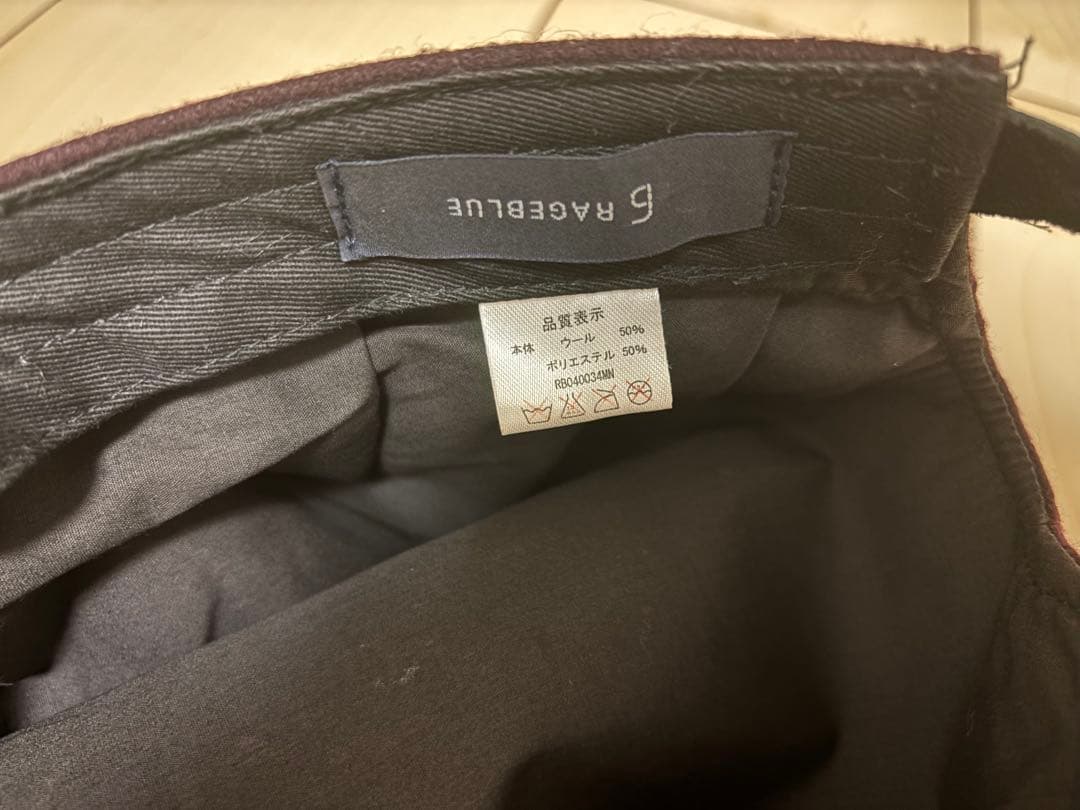 RAGEBLUE
品質表示
本体 ウール 50%
ポリエステル 50%
RB040034MN